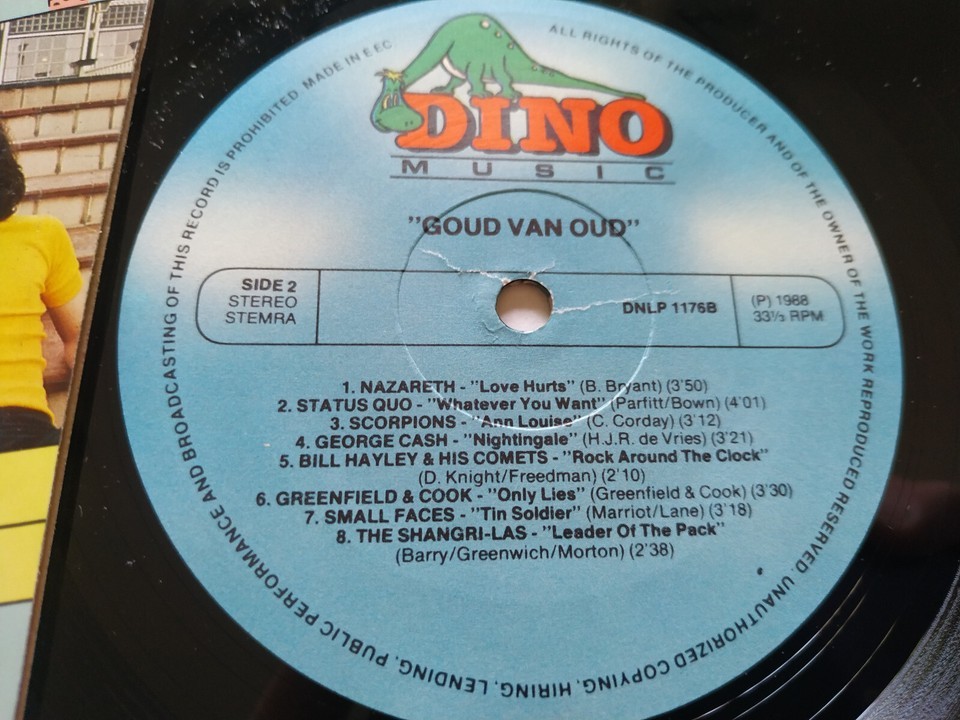 DINO
MUSIC
"GOUD VAN OUD"
SIDE 2
STEREO
STEMRA
DNLP 1176B
(P) 1988
33⅓ RPM
1. NAZARETH - "Love Hurts" (B. Bryant) (3'50)
2. STATUS QUO - "Whatever You Want" (Parfitt/Bown) (4'01)
3. SCORPIONS - "Ann Louise" (C. Corday) (3'12)
4. GEORGE CASH - "Nightingale" (H.J.R. de Vries) (3'21)
5. BILL HAYLEY & HIS COMETS - "Rock Around The Clock"
(D. Knight/Freedman) (2'10)
6. GREENFIELD & COOK - "Only Lies" (Greenfield & Cook) (3'30)
7. SMALL FACES - "Tin Soldier" (Marriot/Lane) (3'18)
8. THE SHANGRI-LAS - "Leader Of The Pack"
(Barry/Greenwich/Morton) (2'38)
ALL RIGHTS OF THE PRODUCER AND OF THE OWNER OF THE WORK REPRODUCED RESERVED. UNAUTHORIZED COPYING, HIRING, LENDING, PUBLIC PERFORMANCE AND BROADCASTING OF THIS RECORD IS PROHIBITED. MADE IN EEC